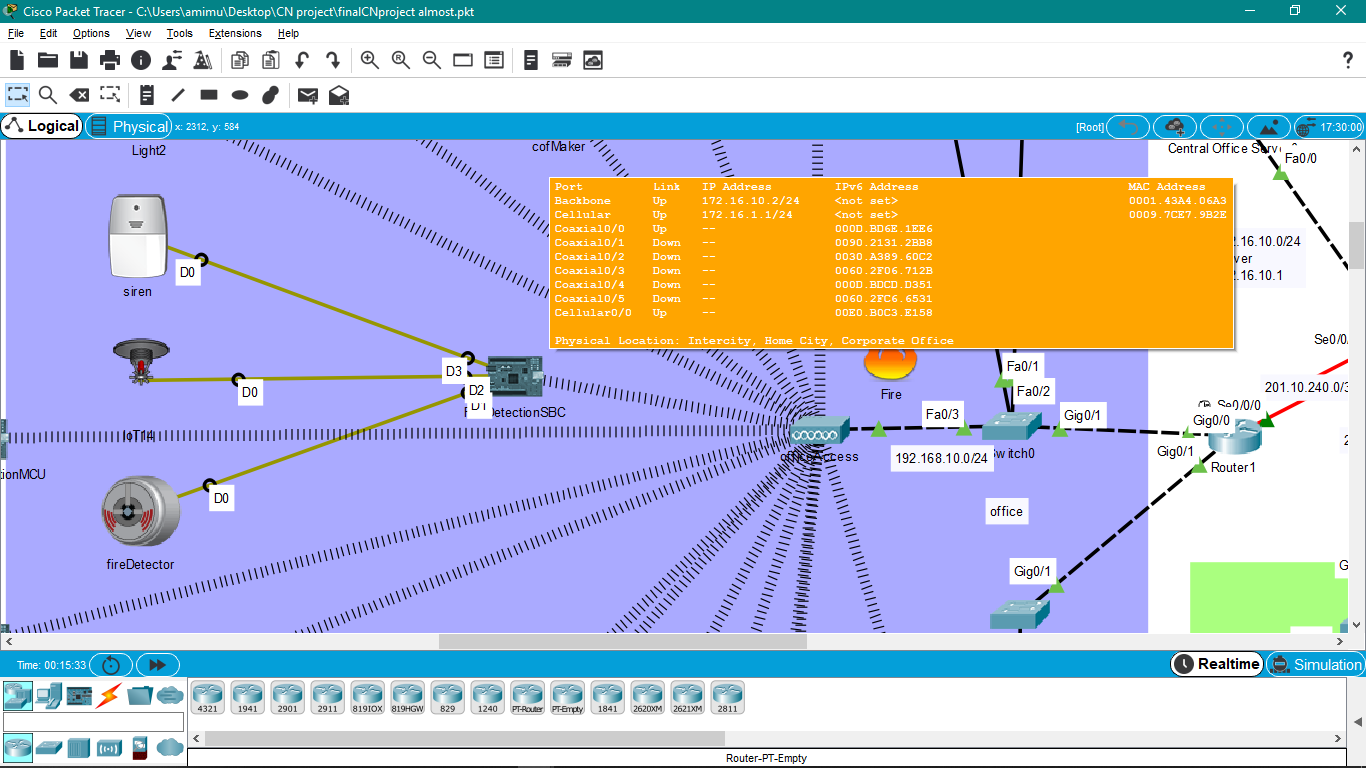 Cisco Packet Tracer - C:\Users\amimu\Desktop\CN project\finalCNproject almost.pkt
File Edit Options View Tools Extensions Help
Logical Physical x: 2312, y: 584 [Root] 17:30:00
Light2
cofMaker
Central Office Serv
Fa0/0
Port Link IP Address IPv6 Address MAC Address
Backbone Up 172.16.10.2/24 <not set> 0001.43A4.06A3
Cellular Up 172.16.1.1/24 <not set> 0009.7CE7.9B2E
Coaxial0/0 Up -- 000D.BD6E.1EE6
Coaxial0/1 Down -- 0090.2131.2BB8
Coaxial0/2 Down -- 0030.A389.60C2
Coaxial0/3 Down -- 0060.2F06.712B
Coaxial0/4 Down -- 000D.BDCD.D351
Coaxial0/5 Down -- 0060.2FC6.6531
Cellular0/0 Up -- 00E0.B0C3.E158
Physical Location: Intercity, Home City, Corporate Office
2.16.10.0/24
ver
2.16.10.1
D0
siren
D3
D2
D1
D0
DetectionSBC
Fire
Fa0/1
Fa0/2
Se0/0
201.10.240.0/3
Se0/0/0
Fa0/3
Gig0/1
Gig0/0
IoT14
officeAccess
192.168.10.0/24
witch0
Gig0/1
Router1
tionMCU
D0
office
fireDetector
Gig0/1
Time: 00:15:33 Realtime Simulation
4321 1941 2901 2911 819IOX 819HGW 829 1240 PT-Router PT-Empty 1841 2620XM 2621XM 2811
Router-PT-Empty